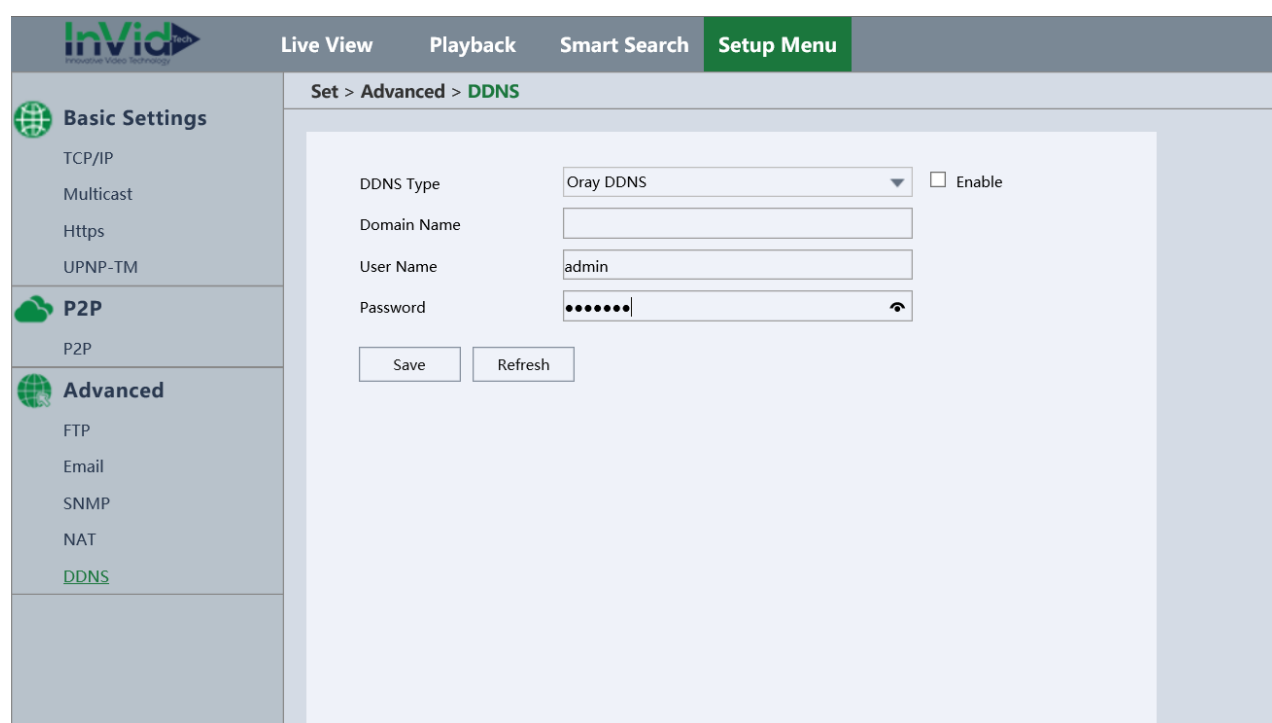 InVid Tech
Innovative Video Technology
Live View Playback Smart Search Setup Menu
Set > Advanced > DDNS
Basic Settings
TCP/IP
Multicast
Https
UPNP-TM
P2P
P2P
Advanced
FTP
Email
SNMP
NAT
DDNS
DDNS Type Oray DDNS Enable
Domain Name
User Name admin
Password •••••••
Save Refresh